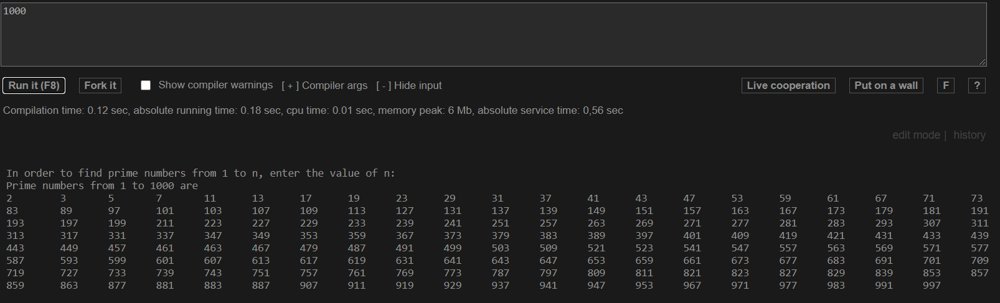 1000
Run it (F8) Fork it Show compiler warnings [ + ] Compiler args [ - ] Hide input Live cooperation Put on a wall F ?
Compilation time: 0.12 sec, absolute running time: 0.18 sec, cpu time: 0.01 sec, memory peak: 6 Mb, absolute service time: 0,56 sec
edit mode | history
In order to find prime numbers from 1 to n, enter the value of n:
Prime numbers from 1 to 1000 are
2 3 5 7 11 13 17 19 23 29 31 37 41 43 47 53 59 61 67 71 73
83 89 97 101 103 107 109 113 127 131 137 139 149 151 157 163 167 173 179 181 191
193 197 199 211 223 227 229 233 239 241 251 257 263 269 271 277 281 283 293 307 311
313 317 331 337 347 349 353 359 367 373 379 383 389 397 401 409 419 421 431 433 439
443 449 457 461 463 467 479 487 491 499 503 509 521 523 541 547 557 563 569 571 577
587 593 599 601 607 613 617 619 631 641 643 647 653 659 661 673 677 683 691 701 709
719 727 733 739 743 751 757 761 769 773 787 797 809 811 821 823 827 829 839 853 857
859 863 877 881 883 887 907 911 919 929 937 941 947 953 967 971 977 983 991 997